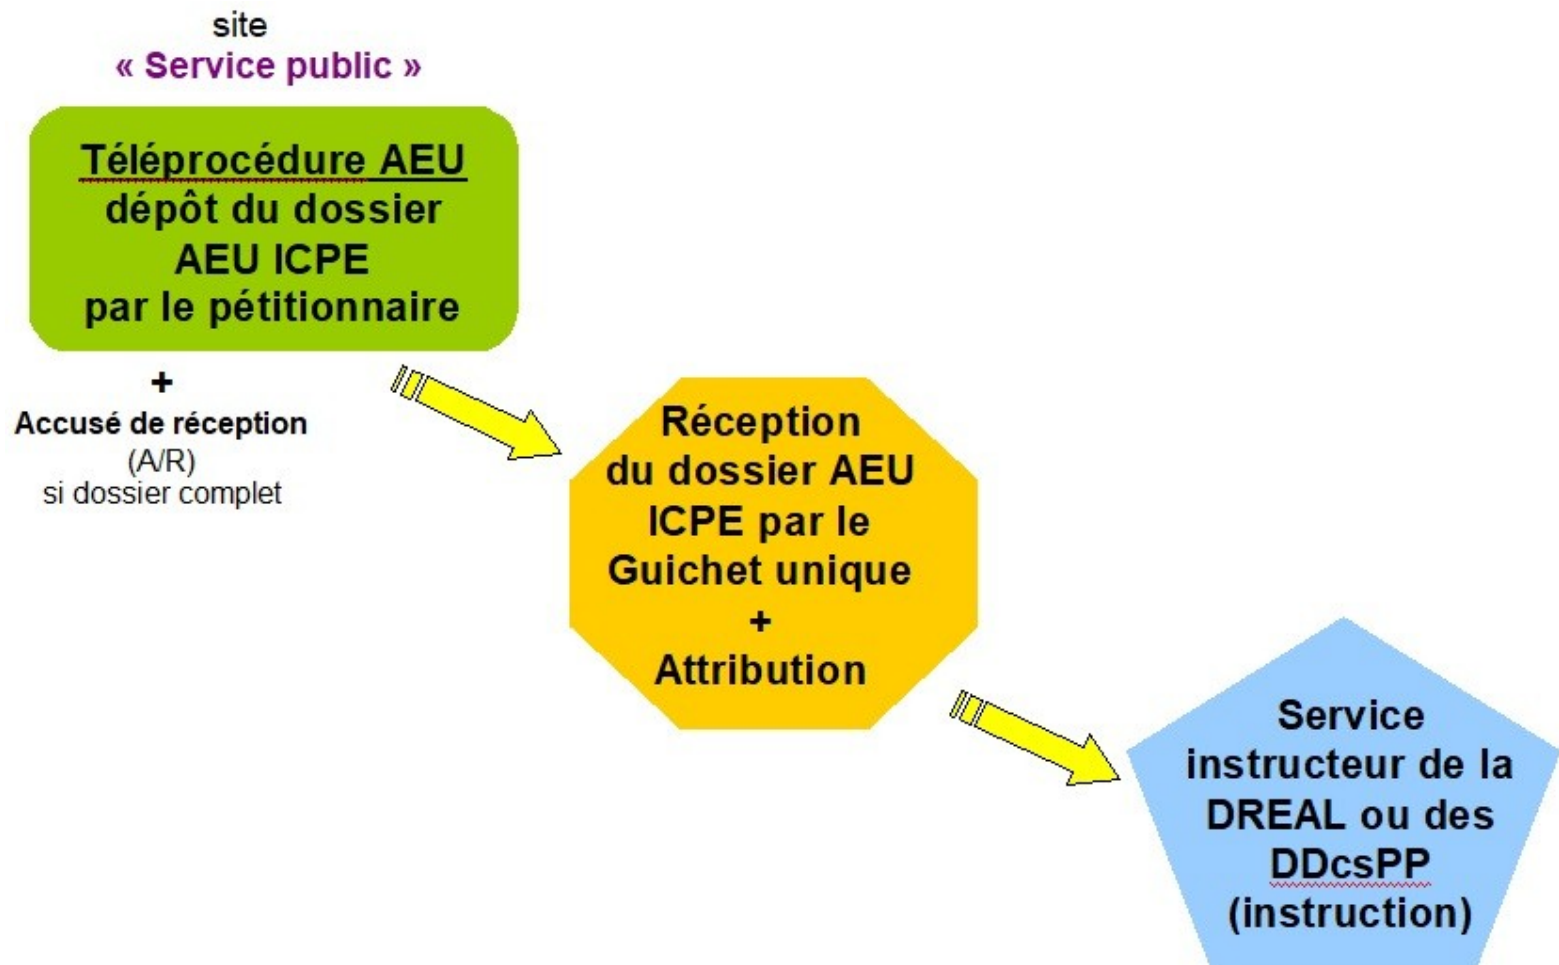 site
« Service public »
Téléprocédure AEU
dépôt du dossier
AEU ICPE
par le pétitionnaire
+
Accusé de réception
(A/R)
si dossier complet
Réception
du dossier AEU
ICPE par le
Guichet unique
+
Attribution
Service
instructeur de la
DREAL ou des
DDcsPP
(instruction)